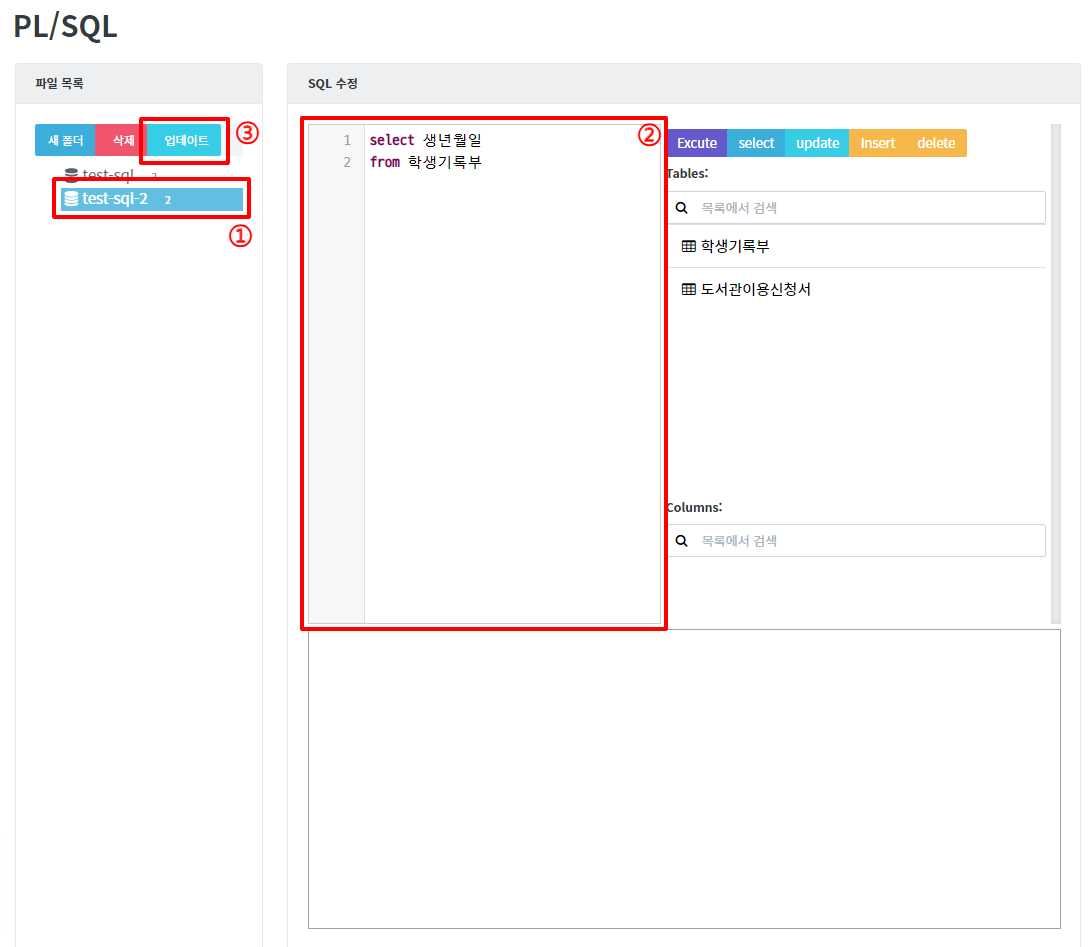 PL/SQL
파일 목록
새 폴더 삭제 업데이트 ③
test-sql 2
test-sql-2 2
①
SQL 수정
1 select 생년월일
2 from 학생기록부
②
Excute select update Insert delete
Tables:
목록에서 검색
학생기록부
도서관이용신청서
Columns:
목록에서 검색